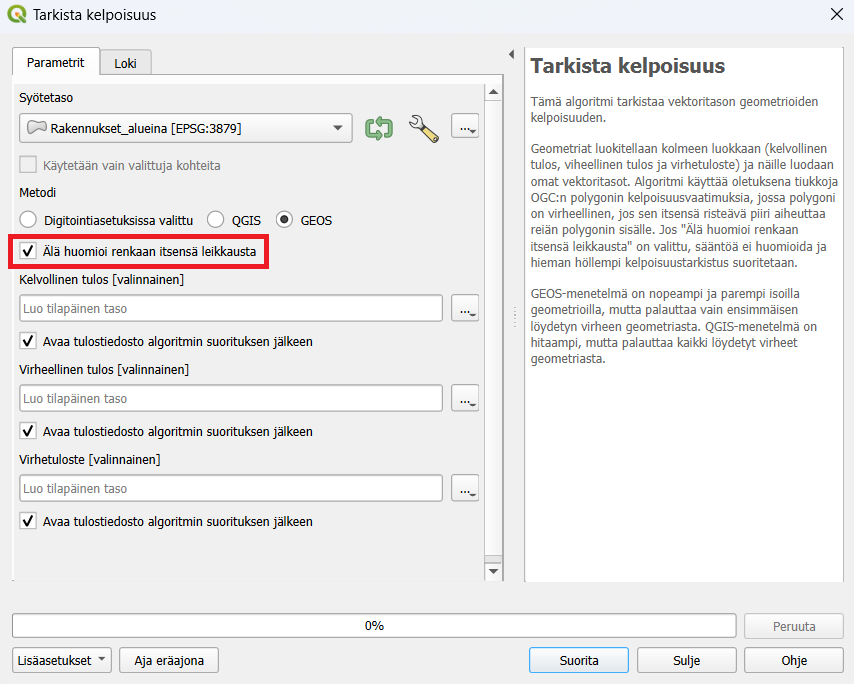 Tarkista kelpoisuus
Parametrit
Loki
Syötetaso
Rakennukset_alueina [EPSG:3879]
...
Käytetään vain valittuja kohteita
Metodi
Digitointiasetuksissa valittu
QGIS
GEOS
Älä huomioi renkaan itsensä leikkausta
Kelvollinen tulos [valinnainen]
Luo tilapäinen taso
...
Avaa tulostiedosto algoritmin suorituksen jälkeen
Virheellinen tulos [valinnainen]
Luo tilapäinen taso
...
Avaa tulostiedosto algoritmin suorituksen jälkeen
Virhetuloste [valinnainen]
Luo tilapäinen taso
...
Avaa tulostiedosto algoritmin suorituksen jälkeen
Tarkista kelpoisuus
Tämä algoritmi tarkistaa vektoritason geometrioiden
kelpoisuuden.
Geometriat luokitellaan kolmeen luokkaan (kelvollinen
tulos, viheellinen tulos ja virhetuloste) ja näille luodaan
omat vektoritasot. Algoritmi käyttää oletuksena tiukkoja
OGC:n polygonin kelpoisuusvaatimuksia, jossa polygoni
on virheellinen, jos sen itsensä risteävä piiri aiheuttaa
reiän polygonin sisälle. Jos "Älä huomioi renkaan
itsensä leikkausta" on valittu, sääntöä ei huomioida ja
hieman höllempi kelpoisuustarkistus suoritetaan.
GEOS-menetelmä on nopeampi ja parempi isoilla
geometrioilla, mutta palauttaa vain ensimmäisen
löydetyn virheen geometriasta. QGIS-menetelmä on
hitaampi, mutta palauttaa kaikki löydetyt virheet
geometriasta.
0%
Peruuta
Lisäasetukset
Aja eräajona
Suorita
Sulje
Ohje